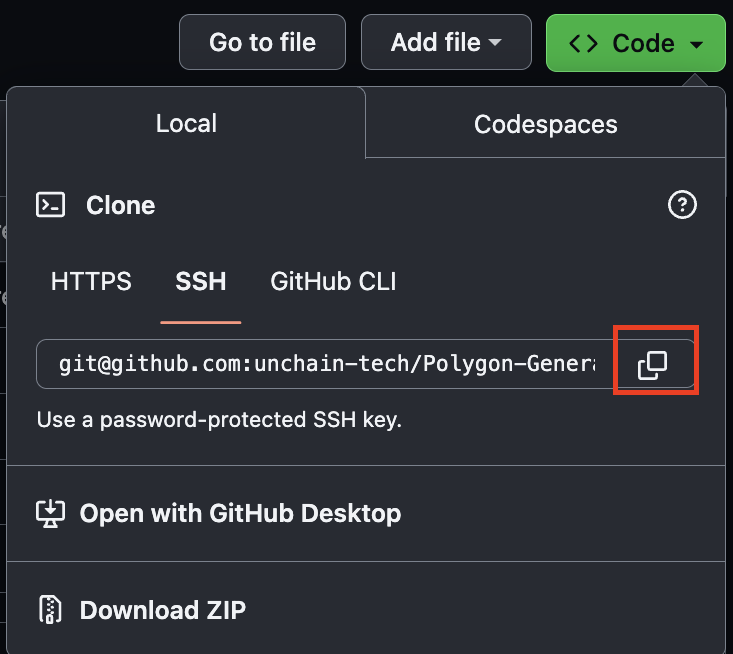 Go to file Add file <> Code
Local Codespaces
Clone
HTTPS SSH GitHub CLI
git@github.com:unchain-tech/Polygon-Gener
Use a password-protected SSH key.
Open with GitHub Desktop
Download ZIP